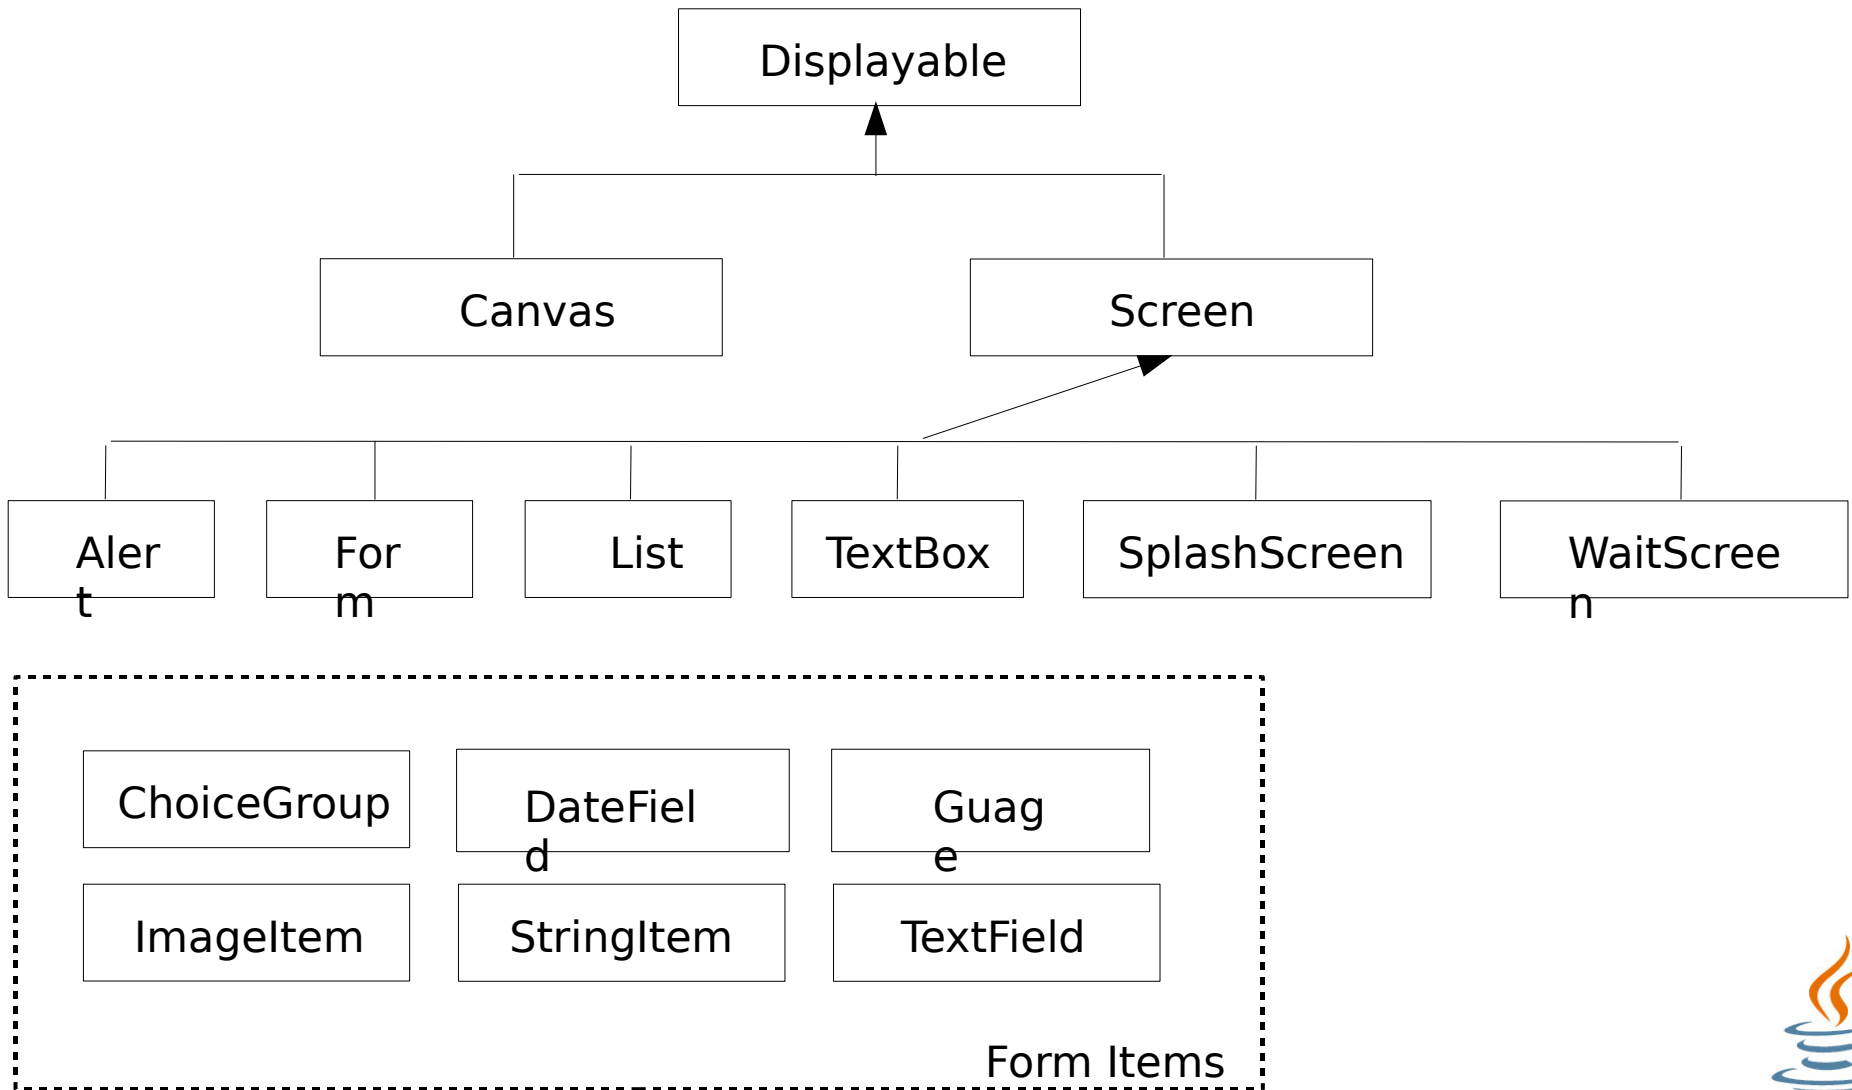 Displayable
Canvas
Screen
Aler
t
For
m
List
TextBox
SplashScreen
WaitScree
n
ChoiceGroup
DateFiel
d
Guag
e
ImageItem
StringItem
TextField
Form Items